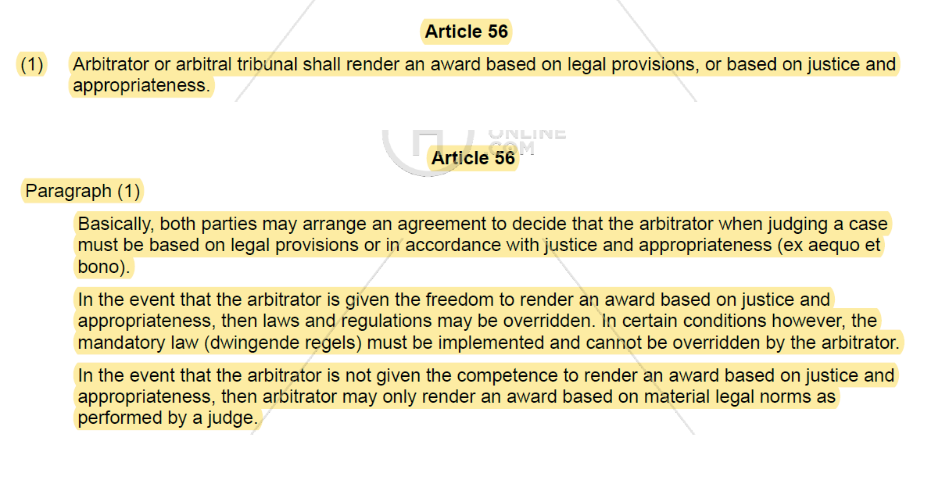 Article 56
(1) Arbitrator or arbitral tribunal shall render an award based on legal provisions, or based on justice and
appropriateness.
ONLINE
.COM
Article 56
Paragraph (1)
Basically, both parties may arrange an agreement to decide that the arbitrator when judging a case
must be based on legal provisions or in accordance with justice and appropriateness (ex aequo et
bono).
In the event that the arbitrator is given the freedom to render an award based on justice and
appropriateness, then laws and regulations may be overridden. In certain conditions however, the
mandatory law (dwingende regels) must be implemented and cannot be overridden by the arbitrator.
In the event that the arbitrator is not given the competence to render an award based on justice and
appropriateness, then arbitrator may only render an award based on material legal norms as
performed by a judge.